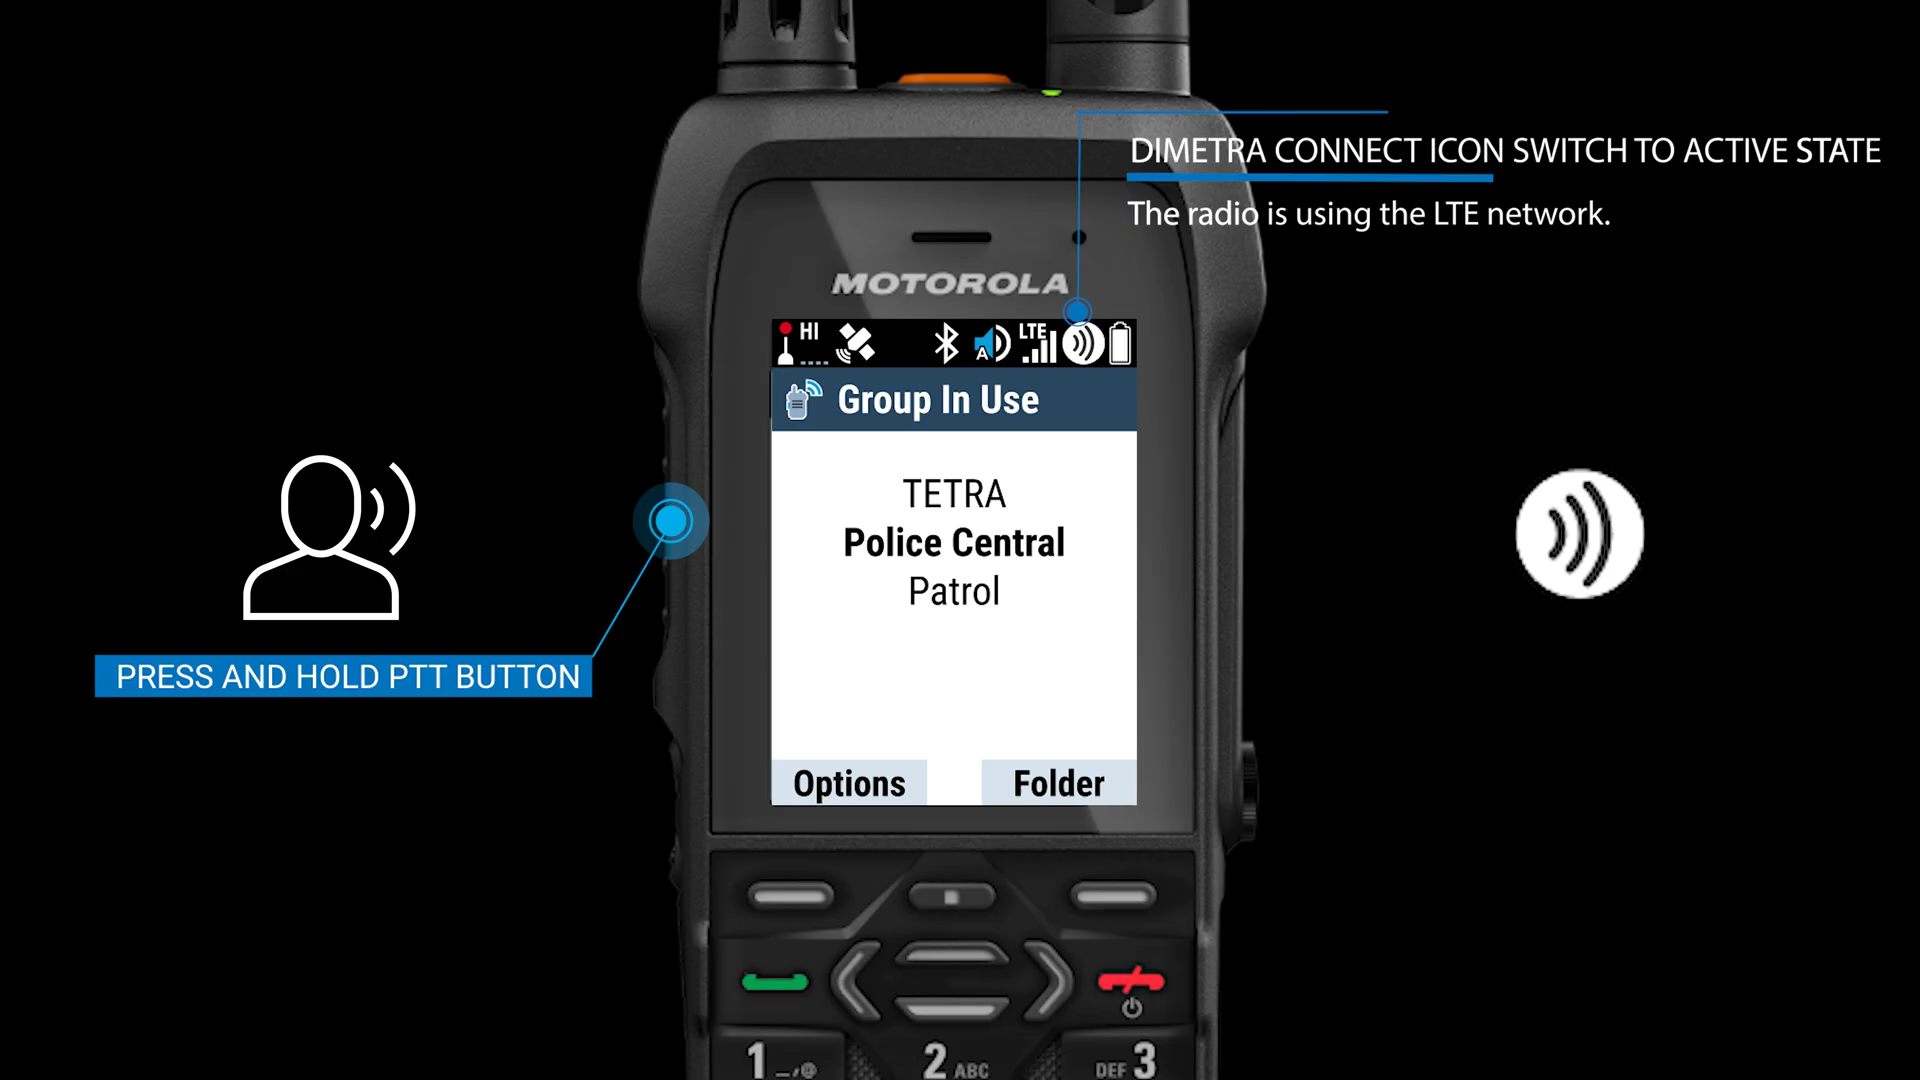 DIMETRA CONNECT ICON SWITCH TO ACTIVE STATE
The radio is using the LTE network.
MOTOROLA
HI
A
LTE
Group In Use
TETRA
Police Central
Patrol
PRESS AND HOLD PTT BUTTON
Options Folder
1 _,@ 2 ABC DEF 3